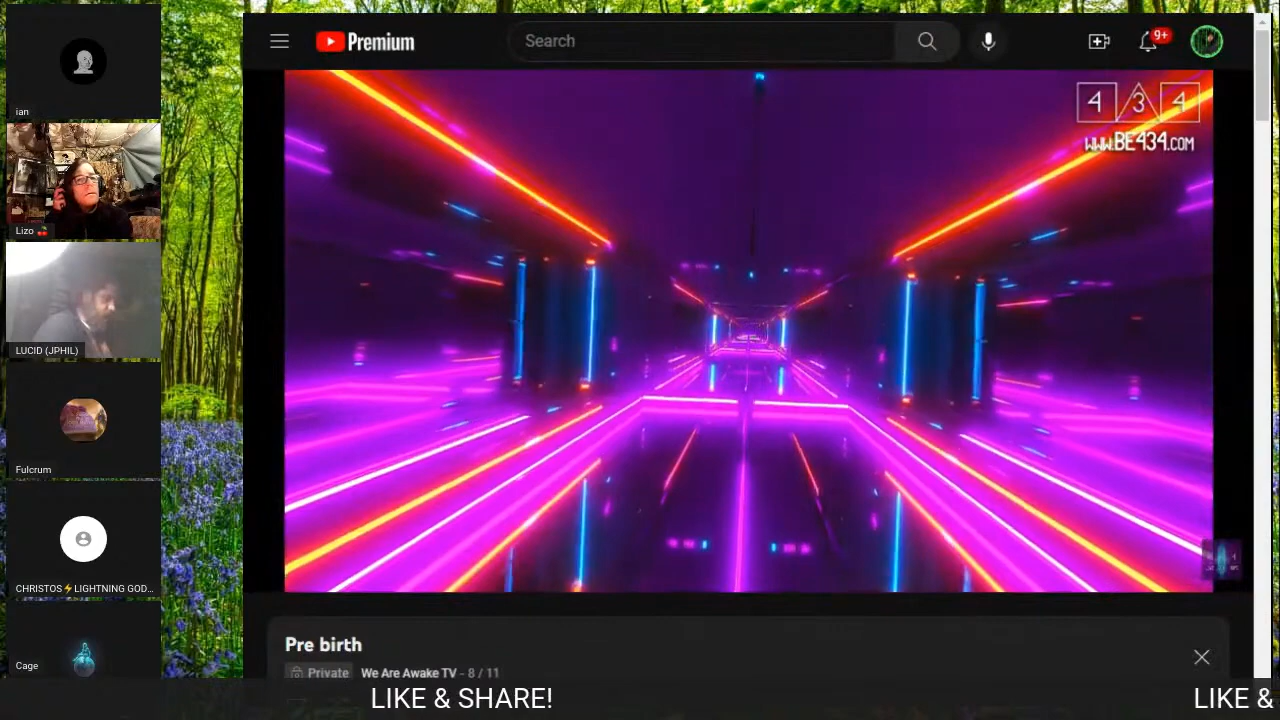 ian
Lizo 🍒
LUCID (JPHIL)
Fulcrum
CHRISTOS⚡LIGHTNING GOD...
Cage
Premium
Search
9+
4 3 4
www.BE434.COM
Pre birth
Private We Are Awake TV - 8 / 11
LIKE & SHARE!
LIKE &